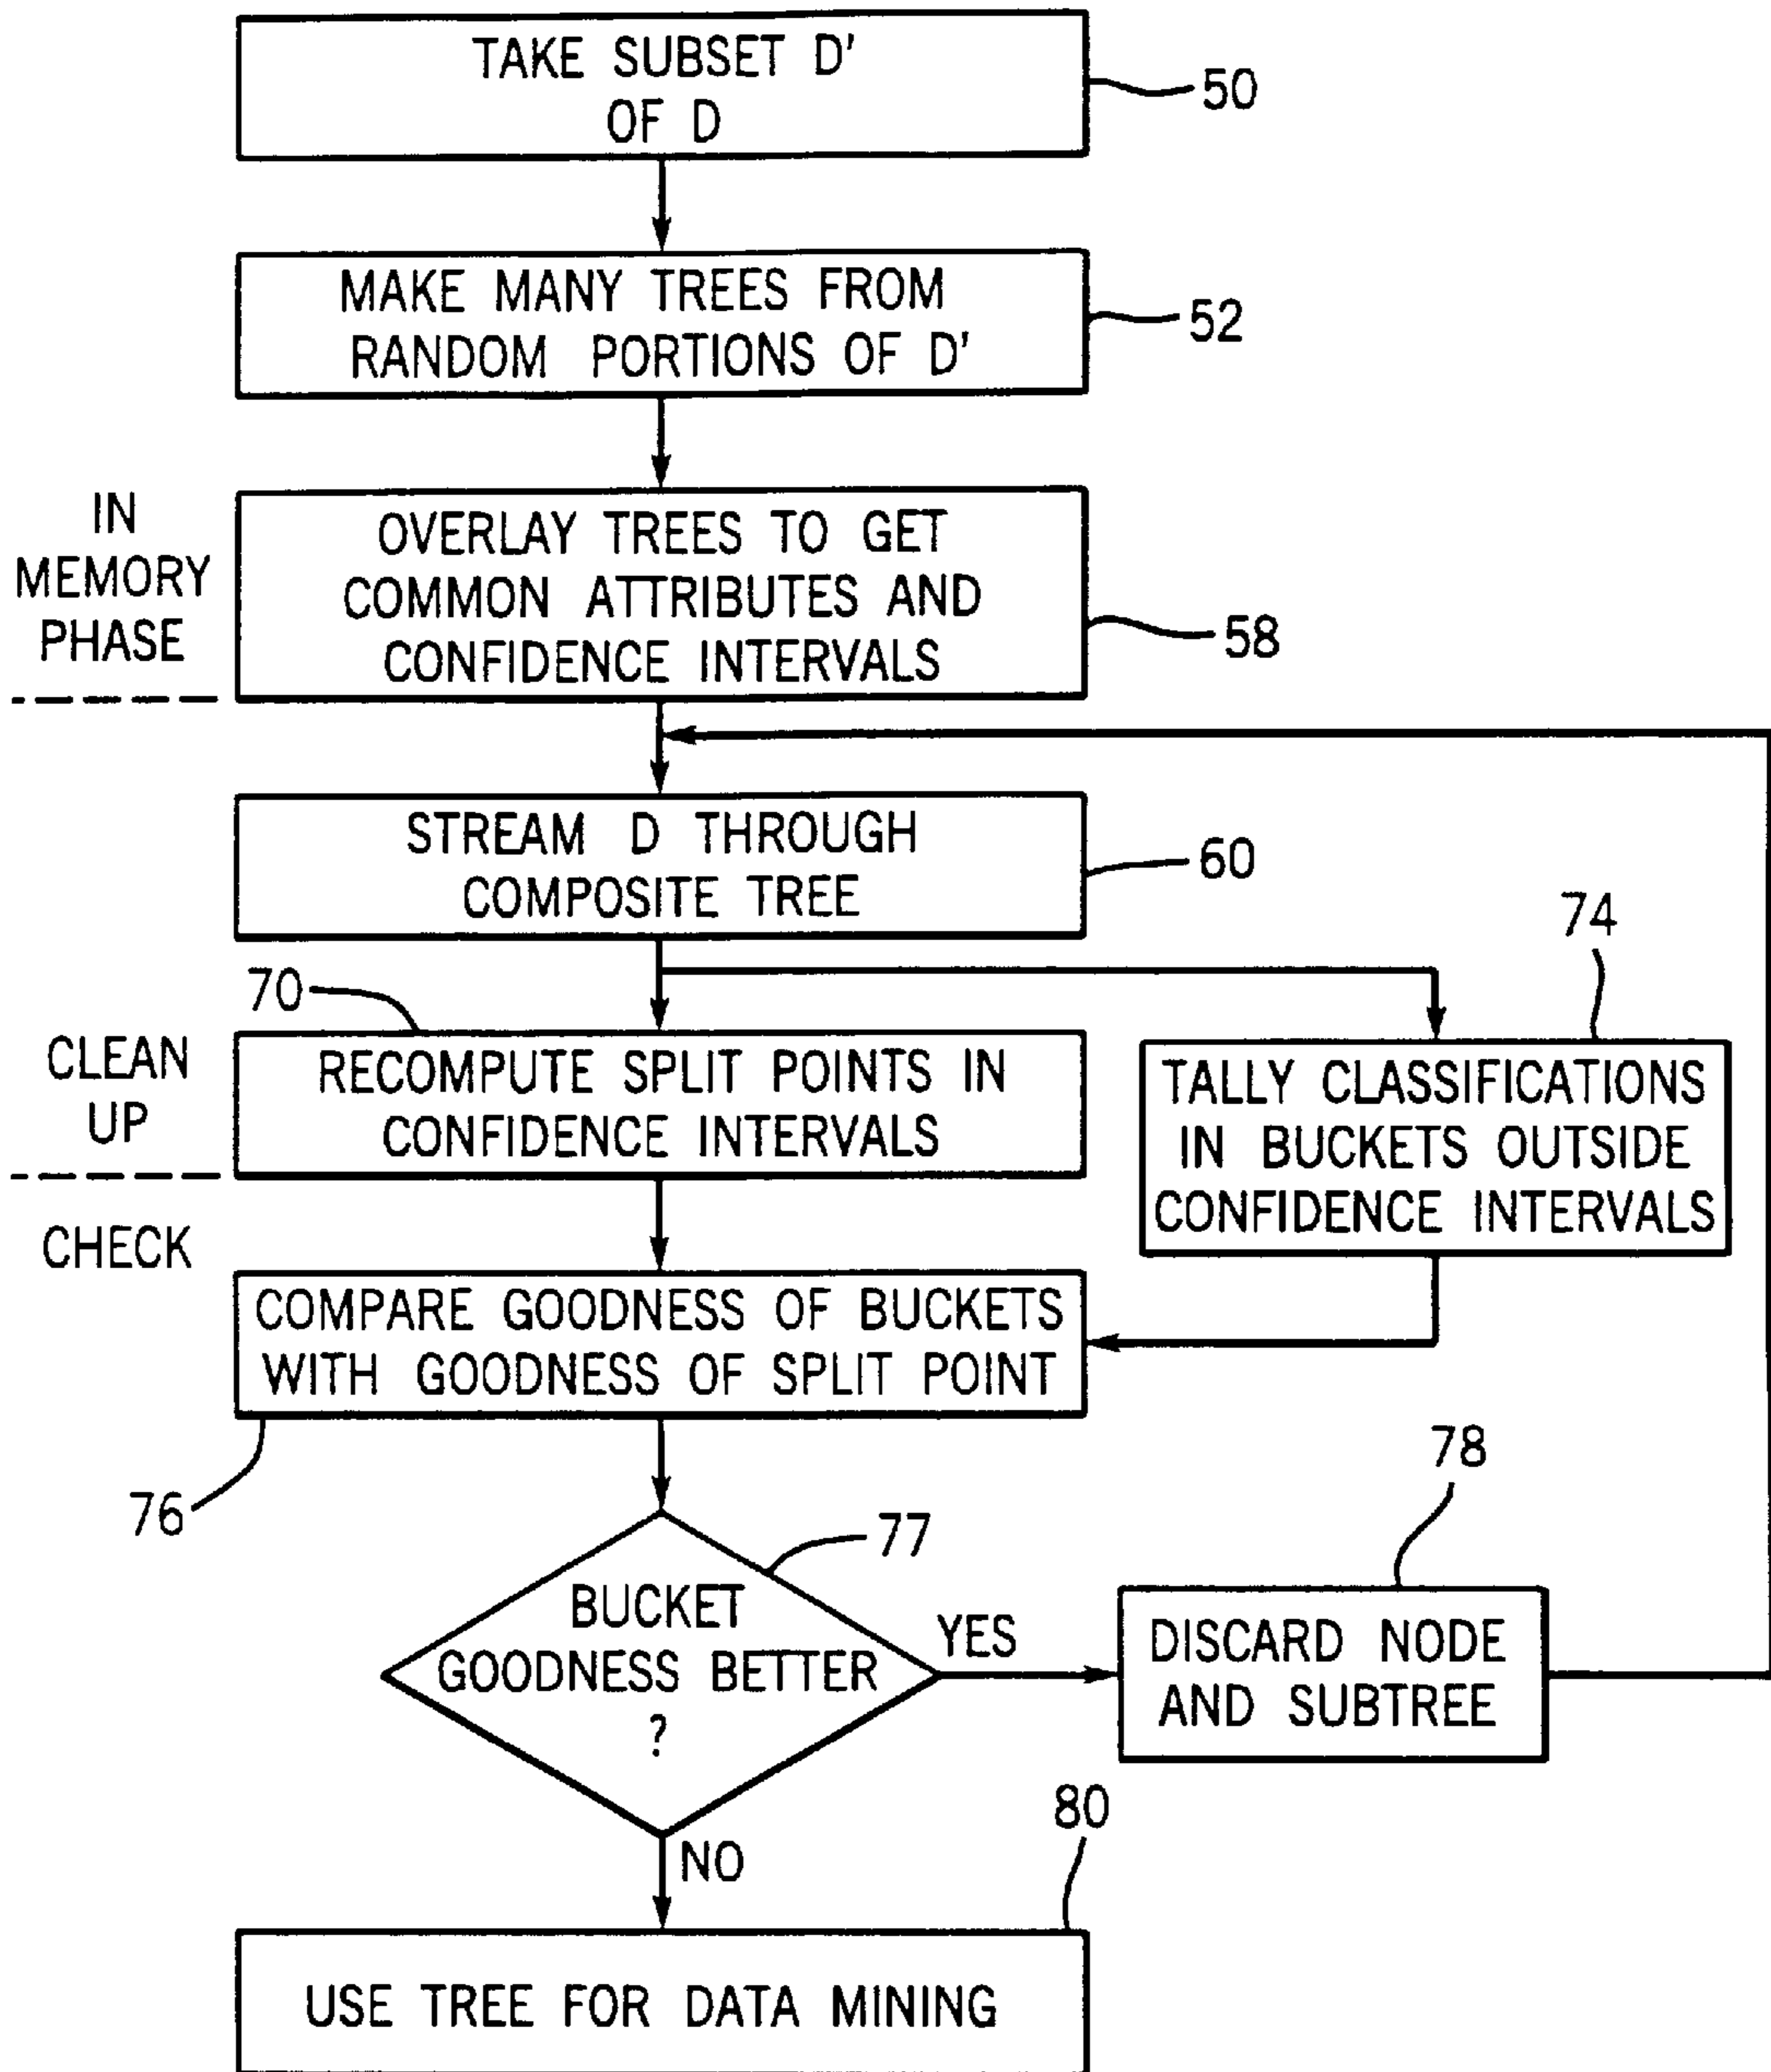 TAKE SUBSET D'
OF D
50
MAKE MANY TREES FROM
RANDOM PORTIONS OF D'
52
IN
MEMORY
PHASE
OVERLAY TREES TO GET
COMMON ATTRIBUTES AND
CONFIDENCE INTERVALS
58
STREAM D THROUGH
COMPOSITE TREE
60
74
70
CLEAN
UP
RECOMPUTE SPLIT POINTS IN
CONFIDENCE INTERVALS
TALLY CLASSIFICATIONS
IN BUCKETS OUTSIDE
CONFIDENCE INTERVALS
CHECK
COMPARE GOODNESS OF BUCKETS
WITH GOODNESS OF SPLIT POINT
76
77
78
BUCKET
GOODNESS BETTER
?
YES
DISCARD NODE
AND SUBTREE
NO
80
USE TREE FOR DATA MINING